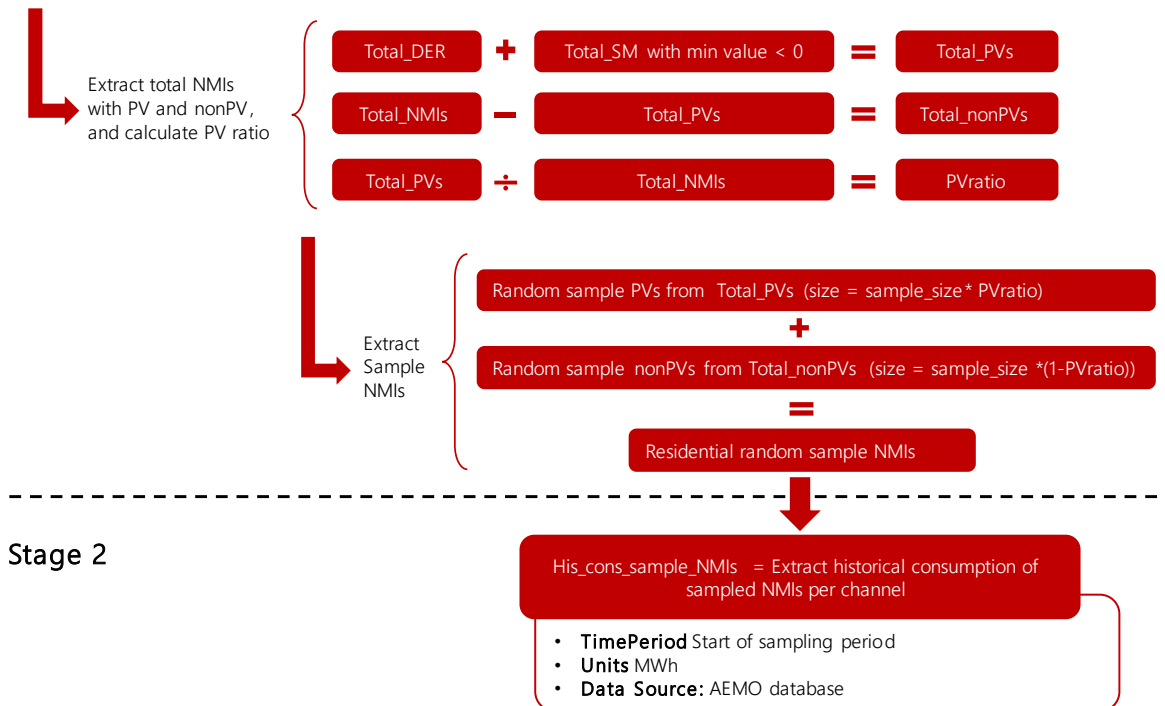 Total_DER + Total_SM with min value < 0 = Total_PVs
Extract total NMIs
with PV and nonPV,
and calculate PV ratio
Total_NMIs − Total_PVs = Total_nonPVs
Total_PVs ÷ Total_NMIs = PVratio
Random sample PVs from Total_PVs (size = sample_size* PVratio)
+
Extract
Sample
NMIs
Random sample nonPVs from Total_nonPVs (size = sample_size *(1-PVratio))
=
Residential random sample NMIs
Stage 2
His_cons_sample_NMIs = Extract historical consumption of
sampled NMIs per channel
• TimePeriod Start of sampling period
• Units MWh
• Data Source: AEMO database